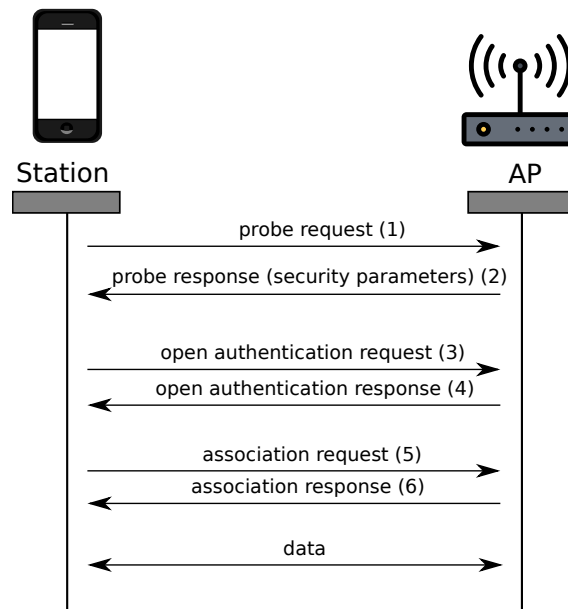 Station
AP
probe request (1)
probe response (security parameters) (2)
open authentication request (3)
open authentication response (4)
association request (5)
association response (6)
data